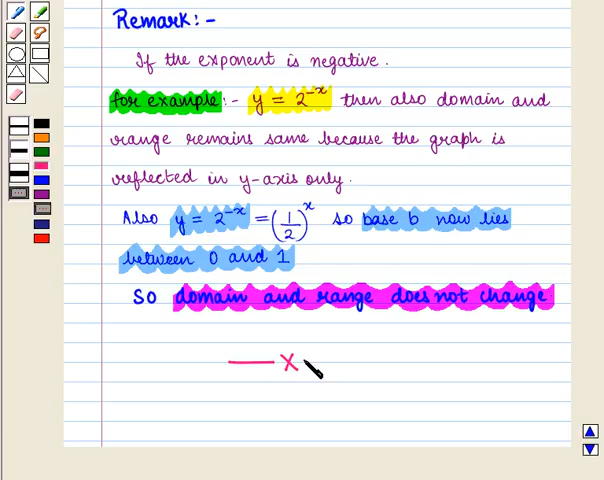 Remark:-
If the exponent is negative.
for example:- y = 2^{-x} then also domain and
range remains same because the graph is
reflected in y-axis only.
Also y = 2^{-x} = (1/2)^x so base b now lies
between 0 and 1
So domain and range does not change
— x